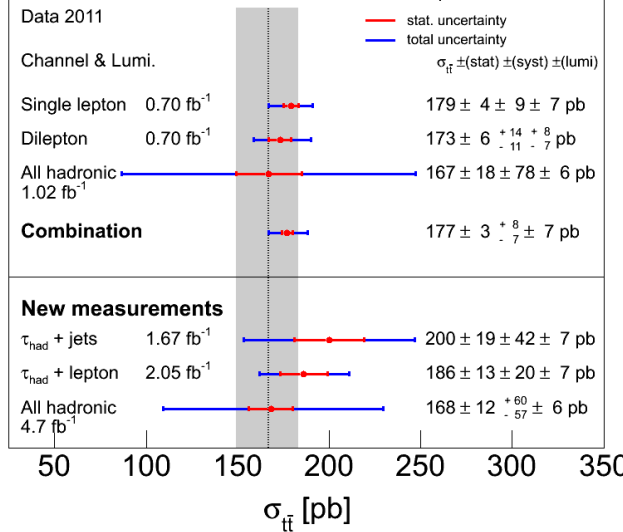 Data 2011
stat. uncertainty
total uncertainty
Channel & Lumi.
σtt̄ ±(stat) ±(syst) ±(lumi)
Single lepton 0.70 fb⁻¹ 179 ± 4 ± 9 ± 7 pb
Dilepton 0.70 fb⁻¹ 173 ± 6 +14 -11 +8 -7 pb
All hadronic 167 ± 18 ± 78 ± 6 pb
1.02 fb⁻¹
Combination 177 ± 3 +8 -7 ± 7 pb
New measurements
τhad + jets 1.67 fb⁻¹ 200 ± 19 ± 42 ± 7 pb
τhad + lepton 2.05 fb⁻¹ 186 ± 13 ± 20 ± 7 pb
All hadronic 168 ± 12 +60 -57 ± 6 pb
4.7 fb⁻¹
50 100 150 200 250 300 350
σtt̄ [pb]